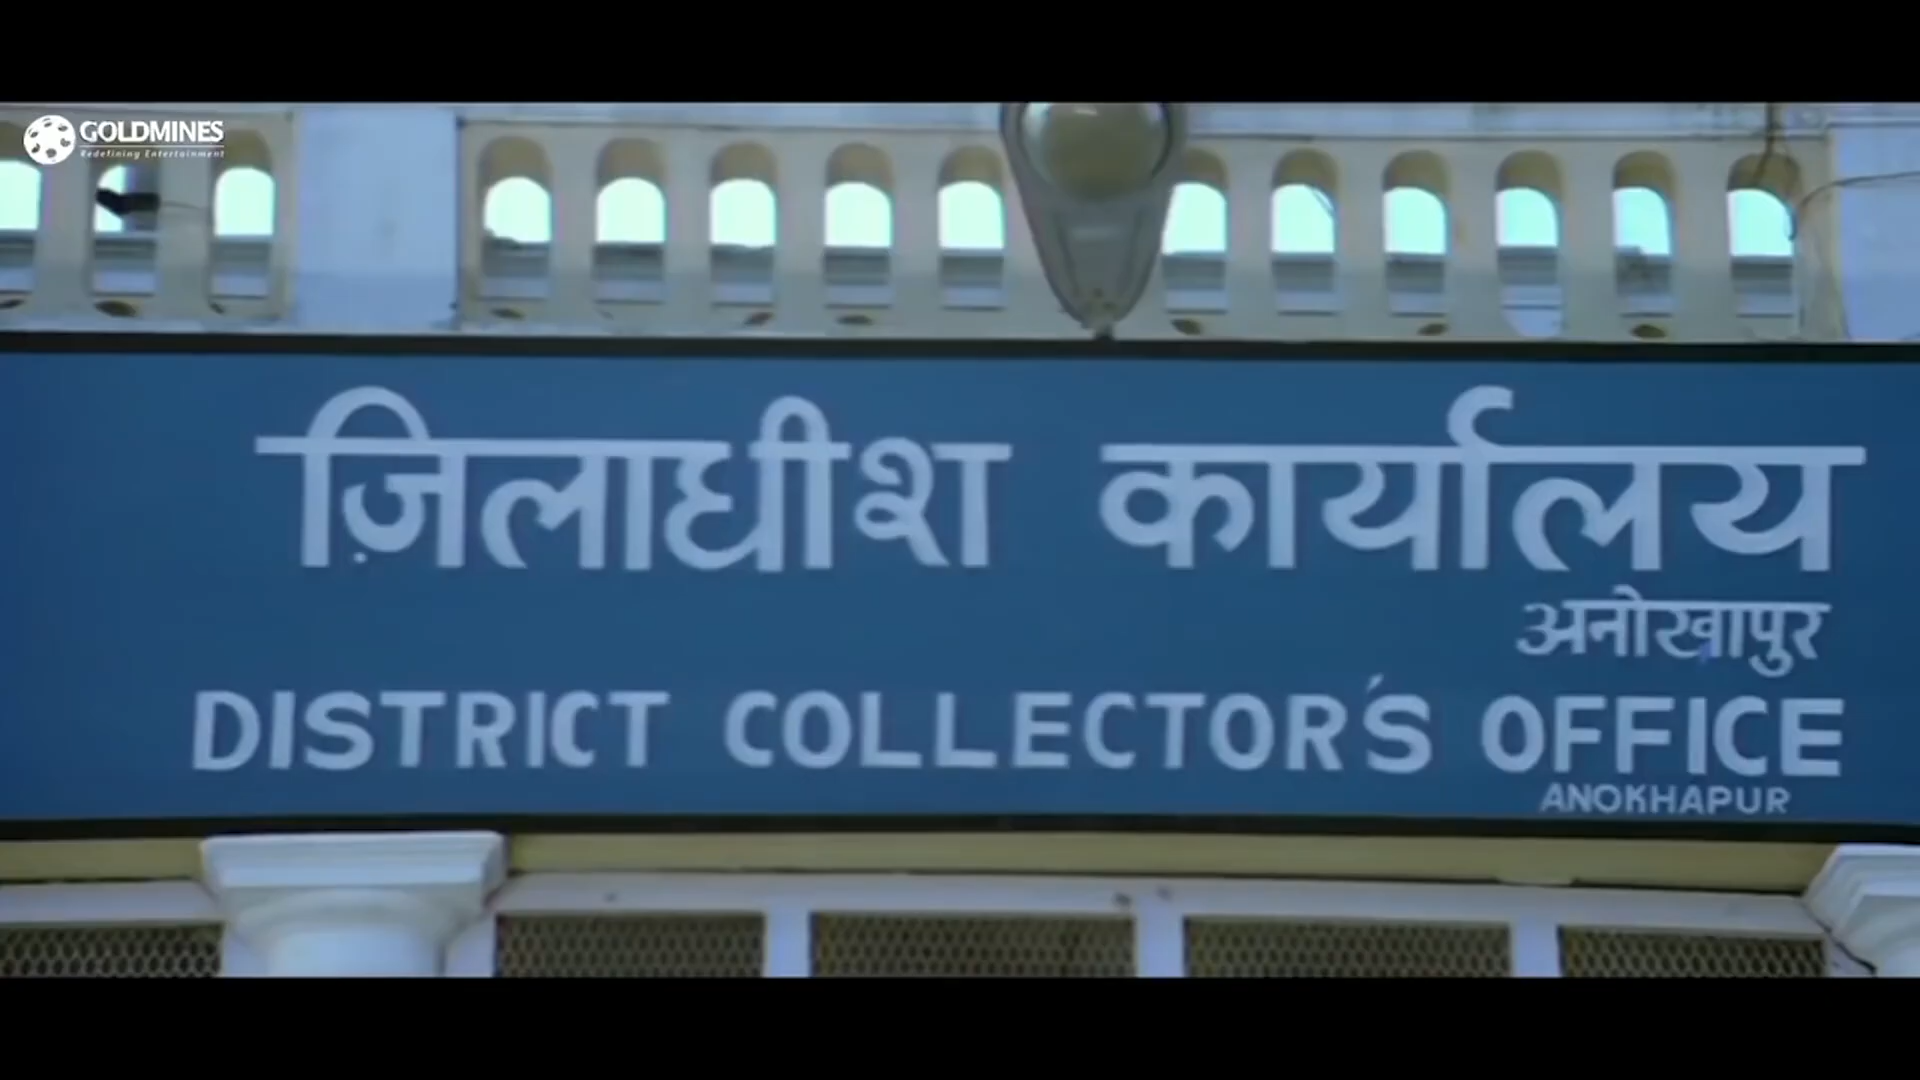 GOLDMINES
Redefining Entertainment
ज़िलाधीश कार्यालय
अनोखापुर
DISTRICT COLLECTOR'S OFFICE
ANOKHAPUR